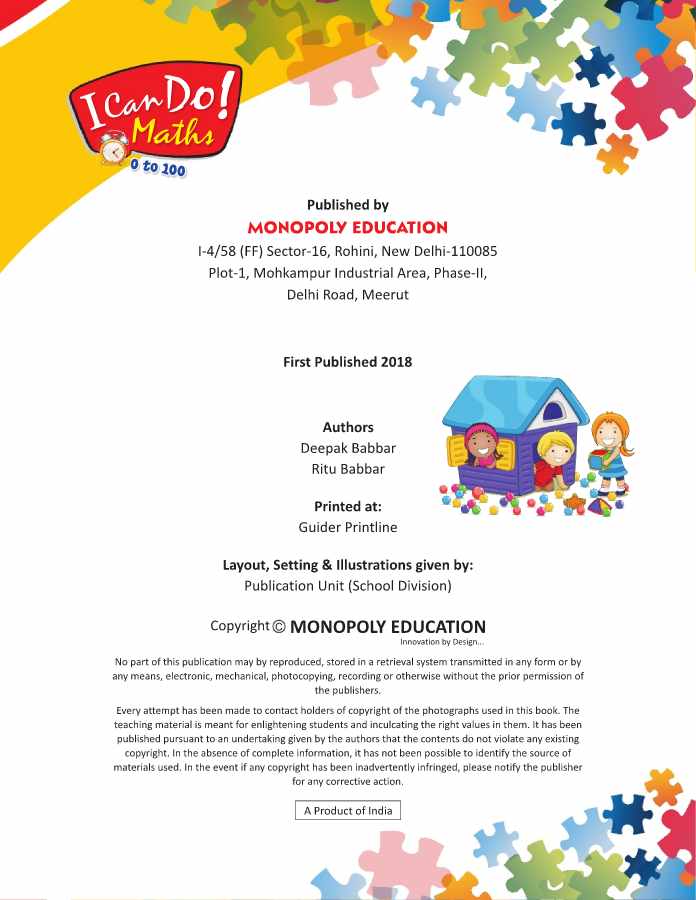 I Can Do!
Maths
0 to 100
Published by
MONOPOLY EDUCATION
I-4/58 (FF) Sector-16, Rohini, New Delhi-110085
Plot-1, Mohkampur Industrial Area, Phase-II,
Delhi Road, Meerut
First Published 2018
Authors
Deepak Babbar
Ritu Babbar
Printed at:
Guider Printline
Layout, Setting & Illustrations given by:
Publication Unit (School Division)
Copyright © MONOPOLY EDUCATION
Innovation by Design...
No part of this publication may by reproduced, stored in a retrieval system transmitted in any form or by
any means, electronic, mechanical, photocopying, recording or otherwise without the prior permission of
the publishers.
Every attempt has been made to contact holders of copyright of the photographs used in this book. The
teaching material is meant for enlightening students and inculcating the right values in them. It has been
published pursuant to an undertaking given by the authors that the contents do not violate any existing
copyright. In the absence of complete information, it has not been possible to identify the source of
materials used. In the event if any copyright has been inadvertently infringed, please notify the publisher
for any corrective action.
A Product of India